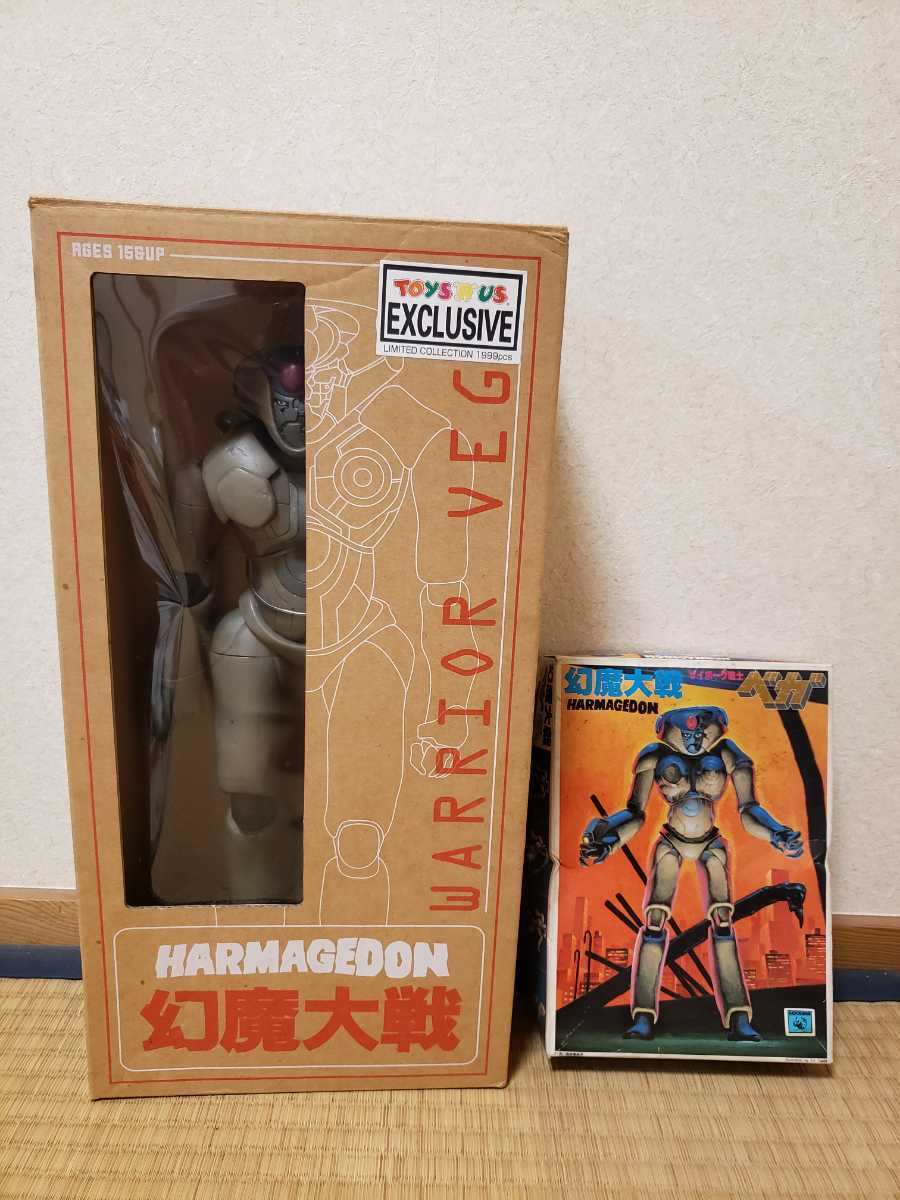 AGES 15&UP
TOYS"R"US
EXCLUSIVE
LIMITED COLLECTION 1999pcs
WARRIOR VEG
HARMAGEDON
幻魔大戦
幻魔大戦
HARMAGEDON
サイボーグ戦士
ベガ